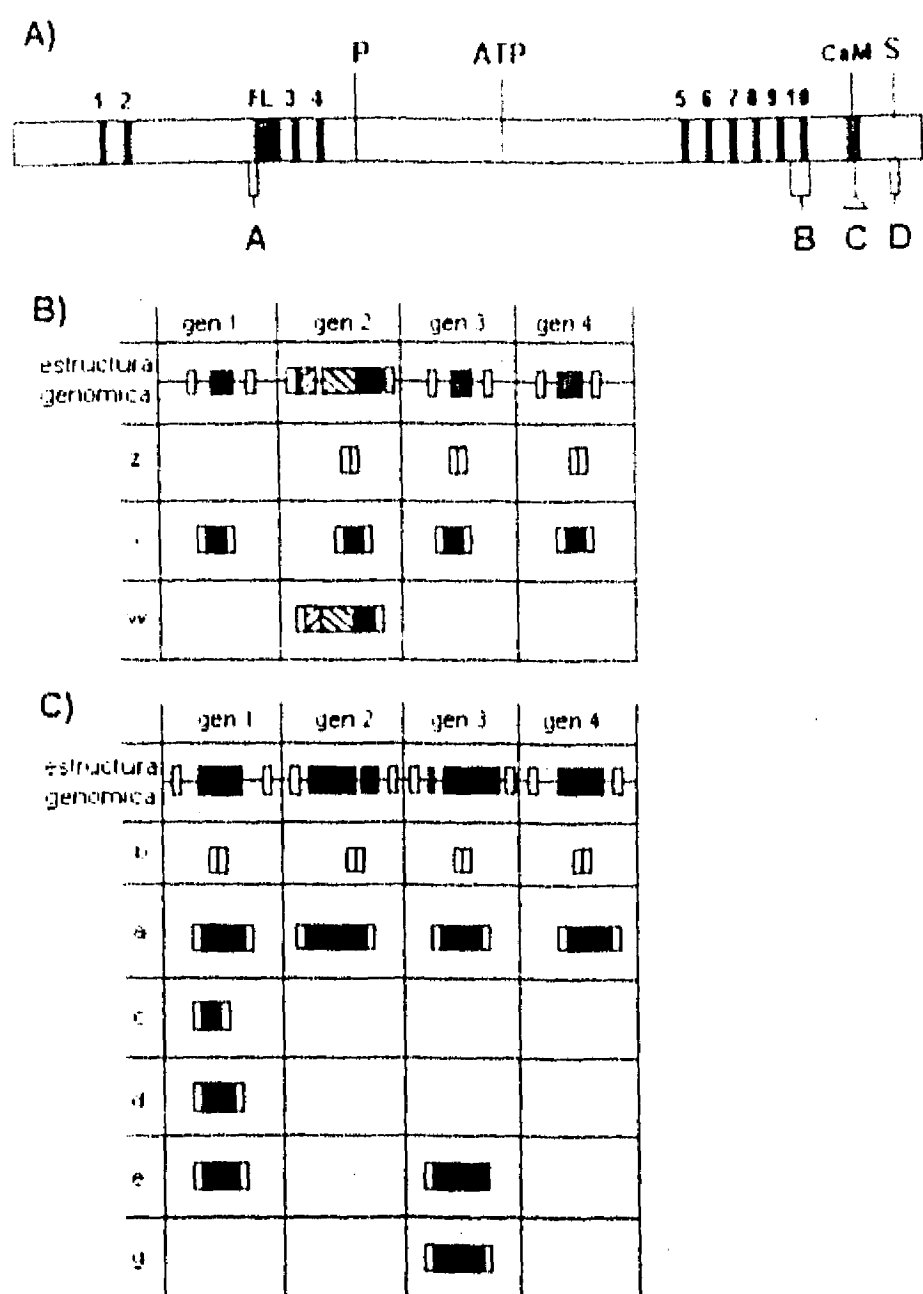 A)
P ATP CaM S
1 2 FL 3 4 5 6 7 8 9 10
A B C D
B)
gen 1 gen 2 gen 3 gen 4
estructura
genomica
z
w
C)
gen 1 gen 2 gen 3 gen 4
estructura
genomica
b
a
c
d
e
g